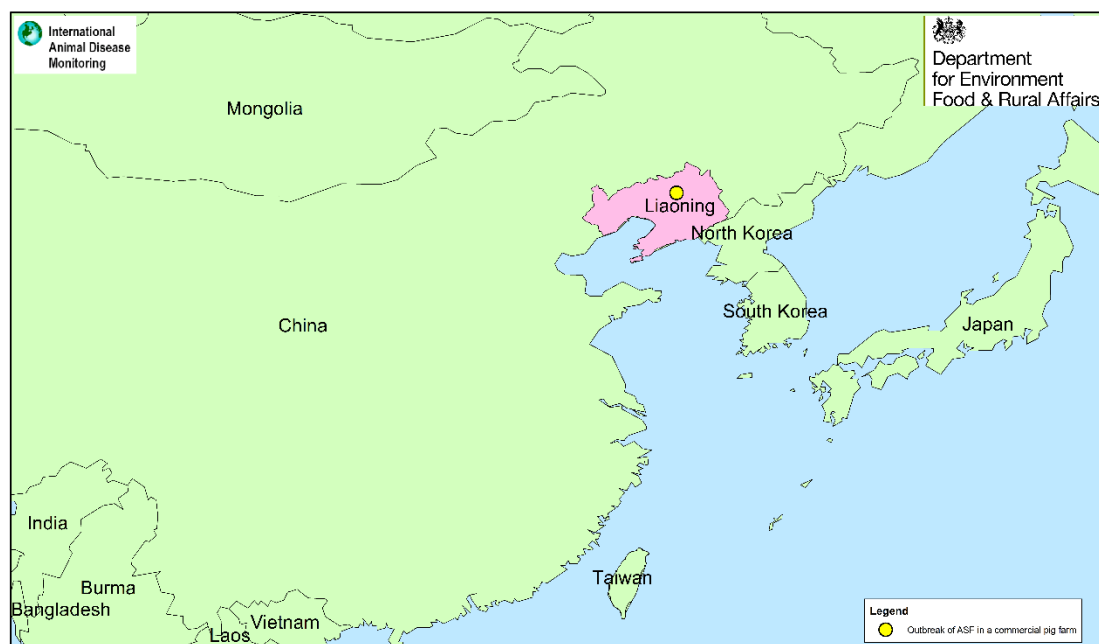 International
Animal Disease
Monitoring
Department
for Environment
Food & Rural Affairs
Mongolia
Liaoning
North Korea
South Korea
Japan
China
India
Burma
Bangladesh
Vietnam
Laos
Taiwan
Legend
Outbreak of ASF in a commercial pig farm